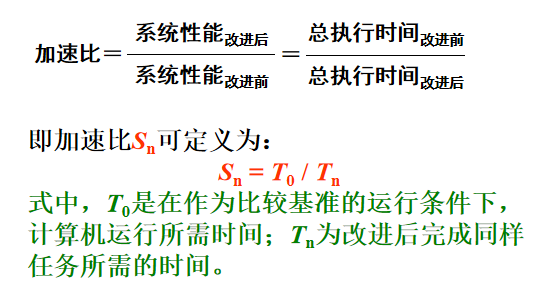 加速比＝系统性能改进后/系统性能改进前＝总执行时间改进前/总执行时间改进后
即加速比Sn可定义为：
Sn = T0 / Tn
式中，T0是在作为比较基准的运行条件下，
计算机运行所需时间；Tn为改进后完成同样
任务所需的时间。